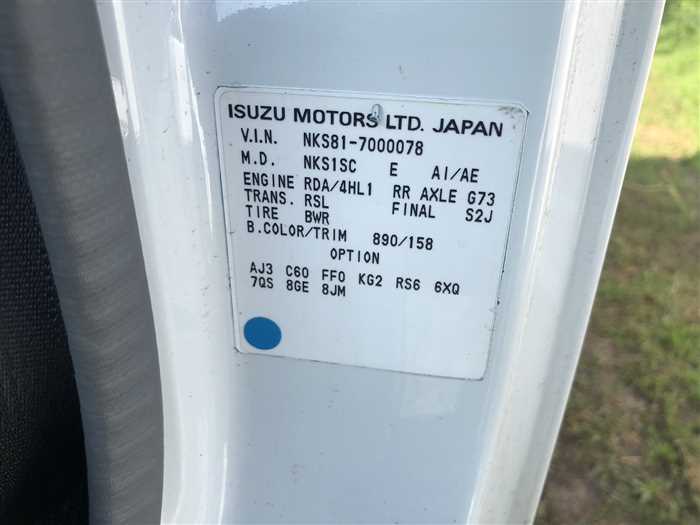 ISUZU MOTORS LTD. JAPAN
V.I.N. NKS81-7000078
M.D. NKS1SC E AI/AE
ENGINE RDA/4HL1 RR AXLE G73
TRANS. RSL FINAL S2J
TIRE BWR
B.COLOR/TRIM 890/158
OPTION
AJ3 C60 FF0 KG2 RS6 6XQ
7QS 8GE 8JM